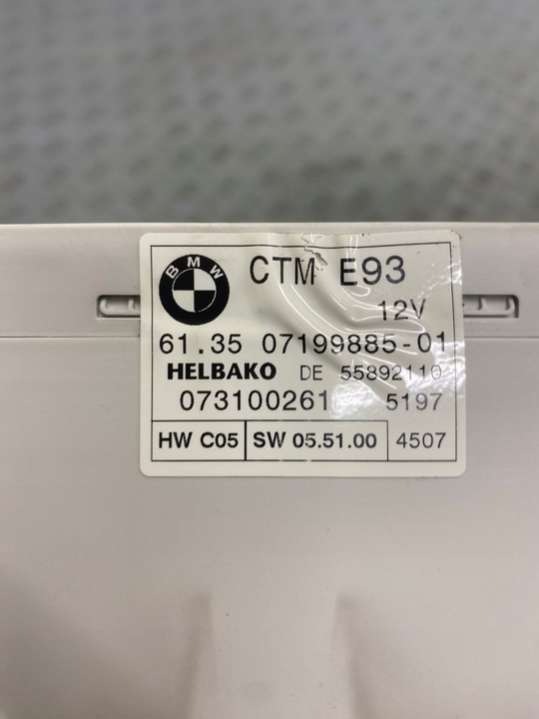 BMW
CTM E93
12V
61.35 07199885-01
HELBAKO DE 55892110
073100261 5197
HW C05 SW 05.51.00 4507